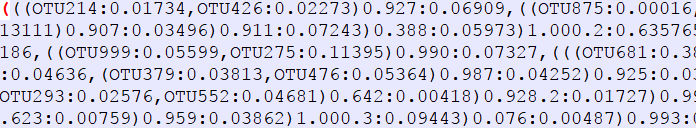 (((OTU214:0.01734,OTU426:0.02273)0.927:0.06909,((OTU875:0.00016,
13111)0.907:0.03496)0.911:0.07243)0.388:0.05973)1.000.2:0.635765
186,((OTU999:0.05599,OTU275:0.11395)0.990:0.07327,(((OTU681:0.38
:0.04636,(OTU379:0.03813,OTU476:0.05364)0.987:0.04252)0.925:0.03
OTU293:0.02576,OTU552:0.04681)0.642:0.00418)0.928.2:0.01727)0.99
.623:0.00759)0.959:0.03862)1.000.3:0.09443)0.076:0.00487)0.993:0